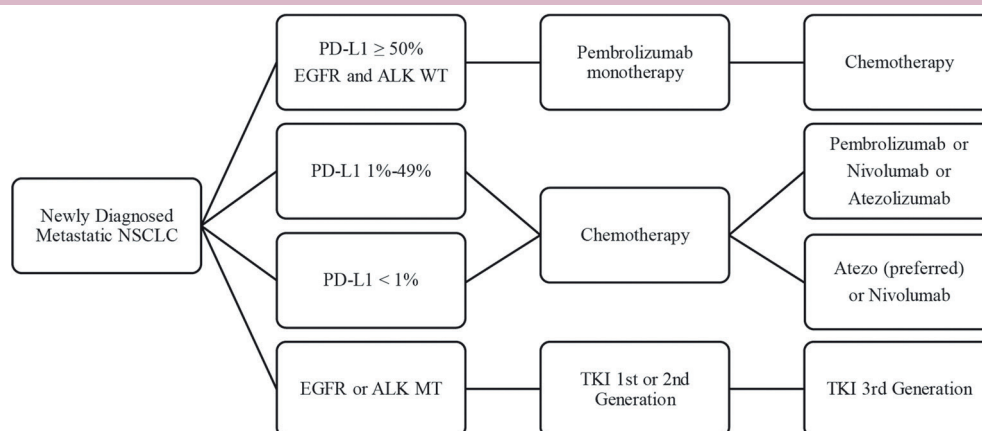 PD-L1 ≥ 50%
EGFR and ALK WT
Pembrolizumab
monotherapy
Chemotherapy
Newly Diagnosed
Metastatic NSCLC
PD-L1 1%-49%
PD-L1 < 1%
Chemotherapy
Pembrolizumab or
Nivolumab or
Atezolizumab
Atezo (preferred)
or Nivolumab
EGFR or ALK MT
TKI 1st or 2nd
Generation
TKI 3rd Generation